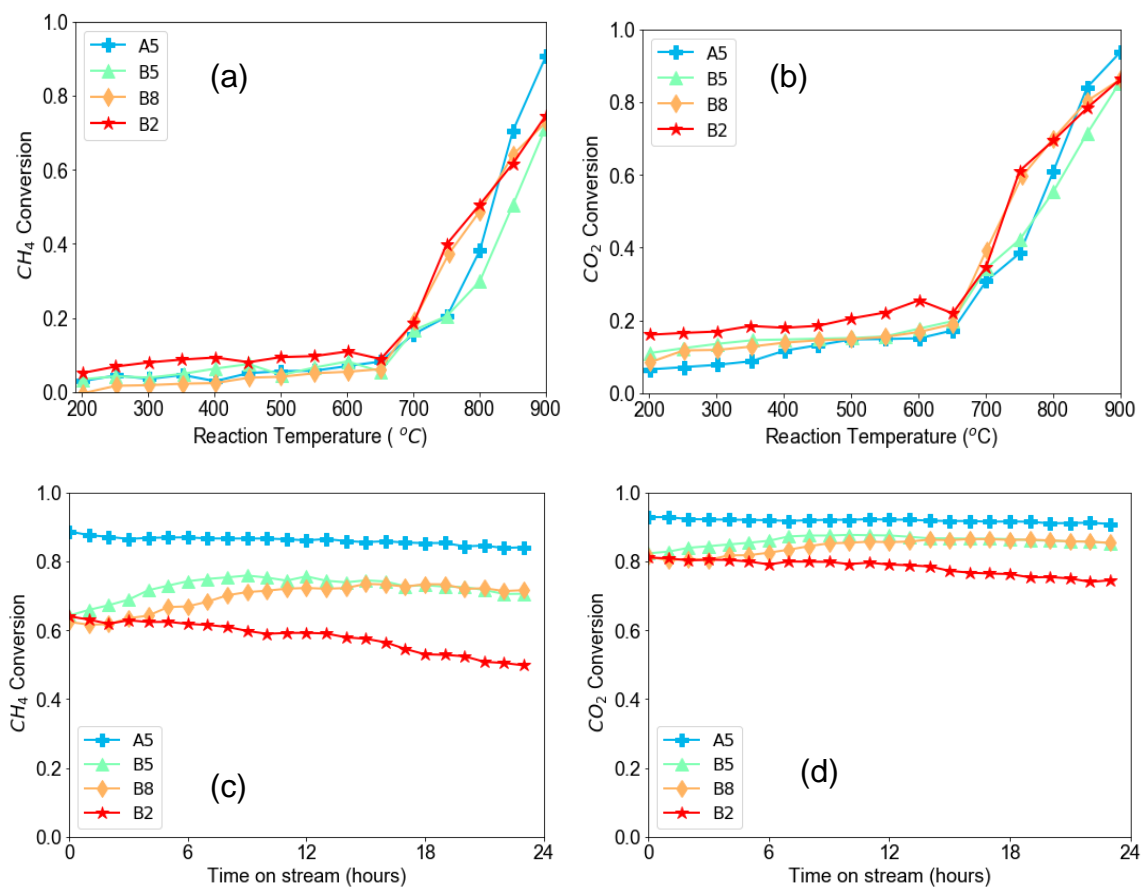 1.0
0.8
0.6
0.4
0.2
0.0
CH₄ Conversion
A5
B5
B8
B2
(a)
200 300 400 500 600 700 800 900
Reaction Temperature ( °C)
1.0
0.8
0.6
0.4
0.2
0.0
CO₂ Conversion
A5
B5
B8
B2
(b)
200 300 400 500 600 700 800 900
Reaction Temperature (°C)
1.0
0.8
0.6
0.4
0.2
0.0
CH₄ Conversion
A5
B5
B8
B2
(c)
0 6 12 18 24
Time on stream (hours)
1.0
0.8
0.6
0.4
0.2
0.0
CO₂ Conversion
A5
B5
B8
B2
(d)
0 6 12 18 24
Time on stream (hours)